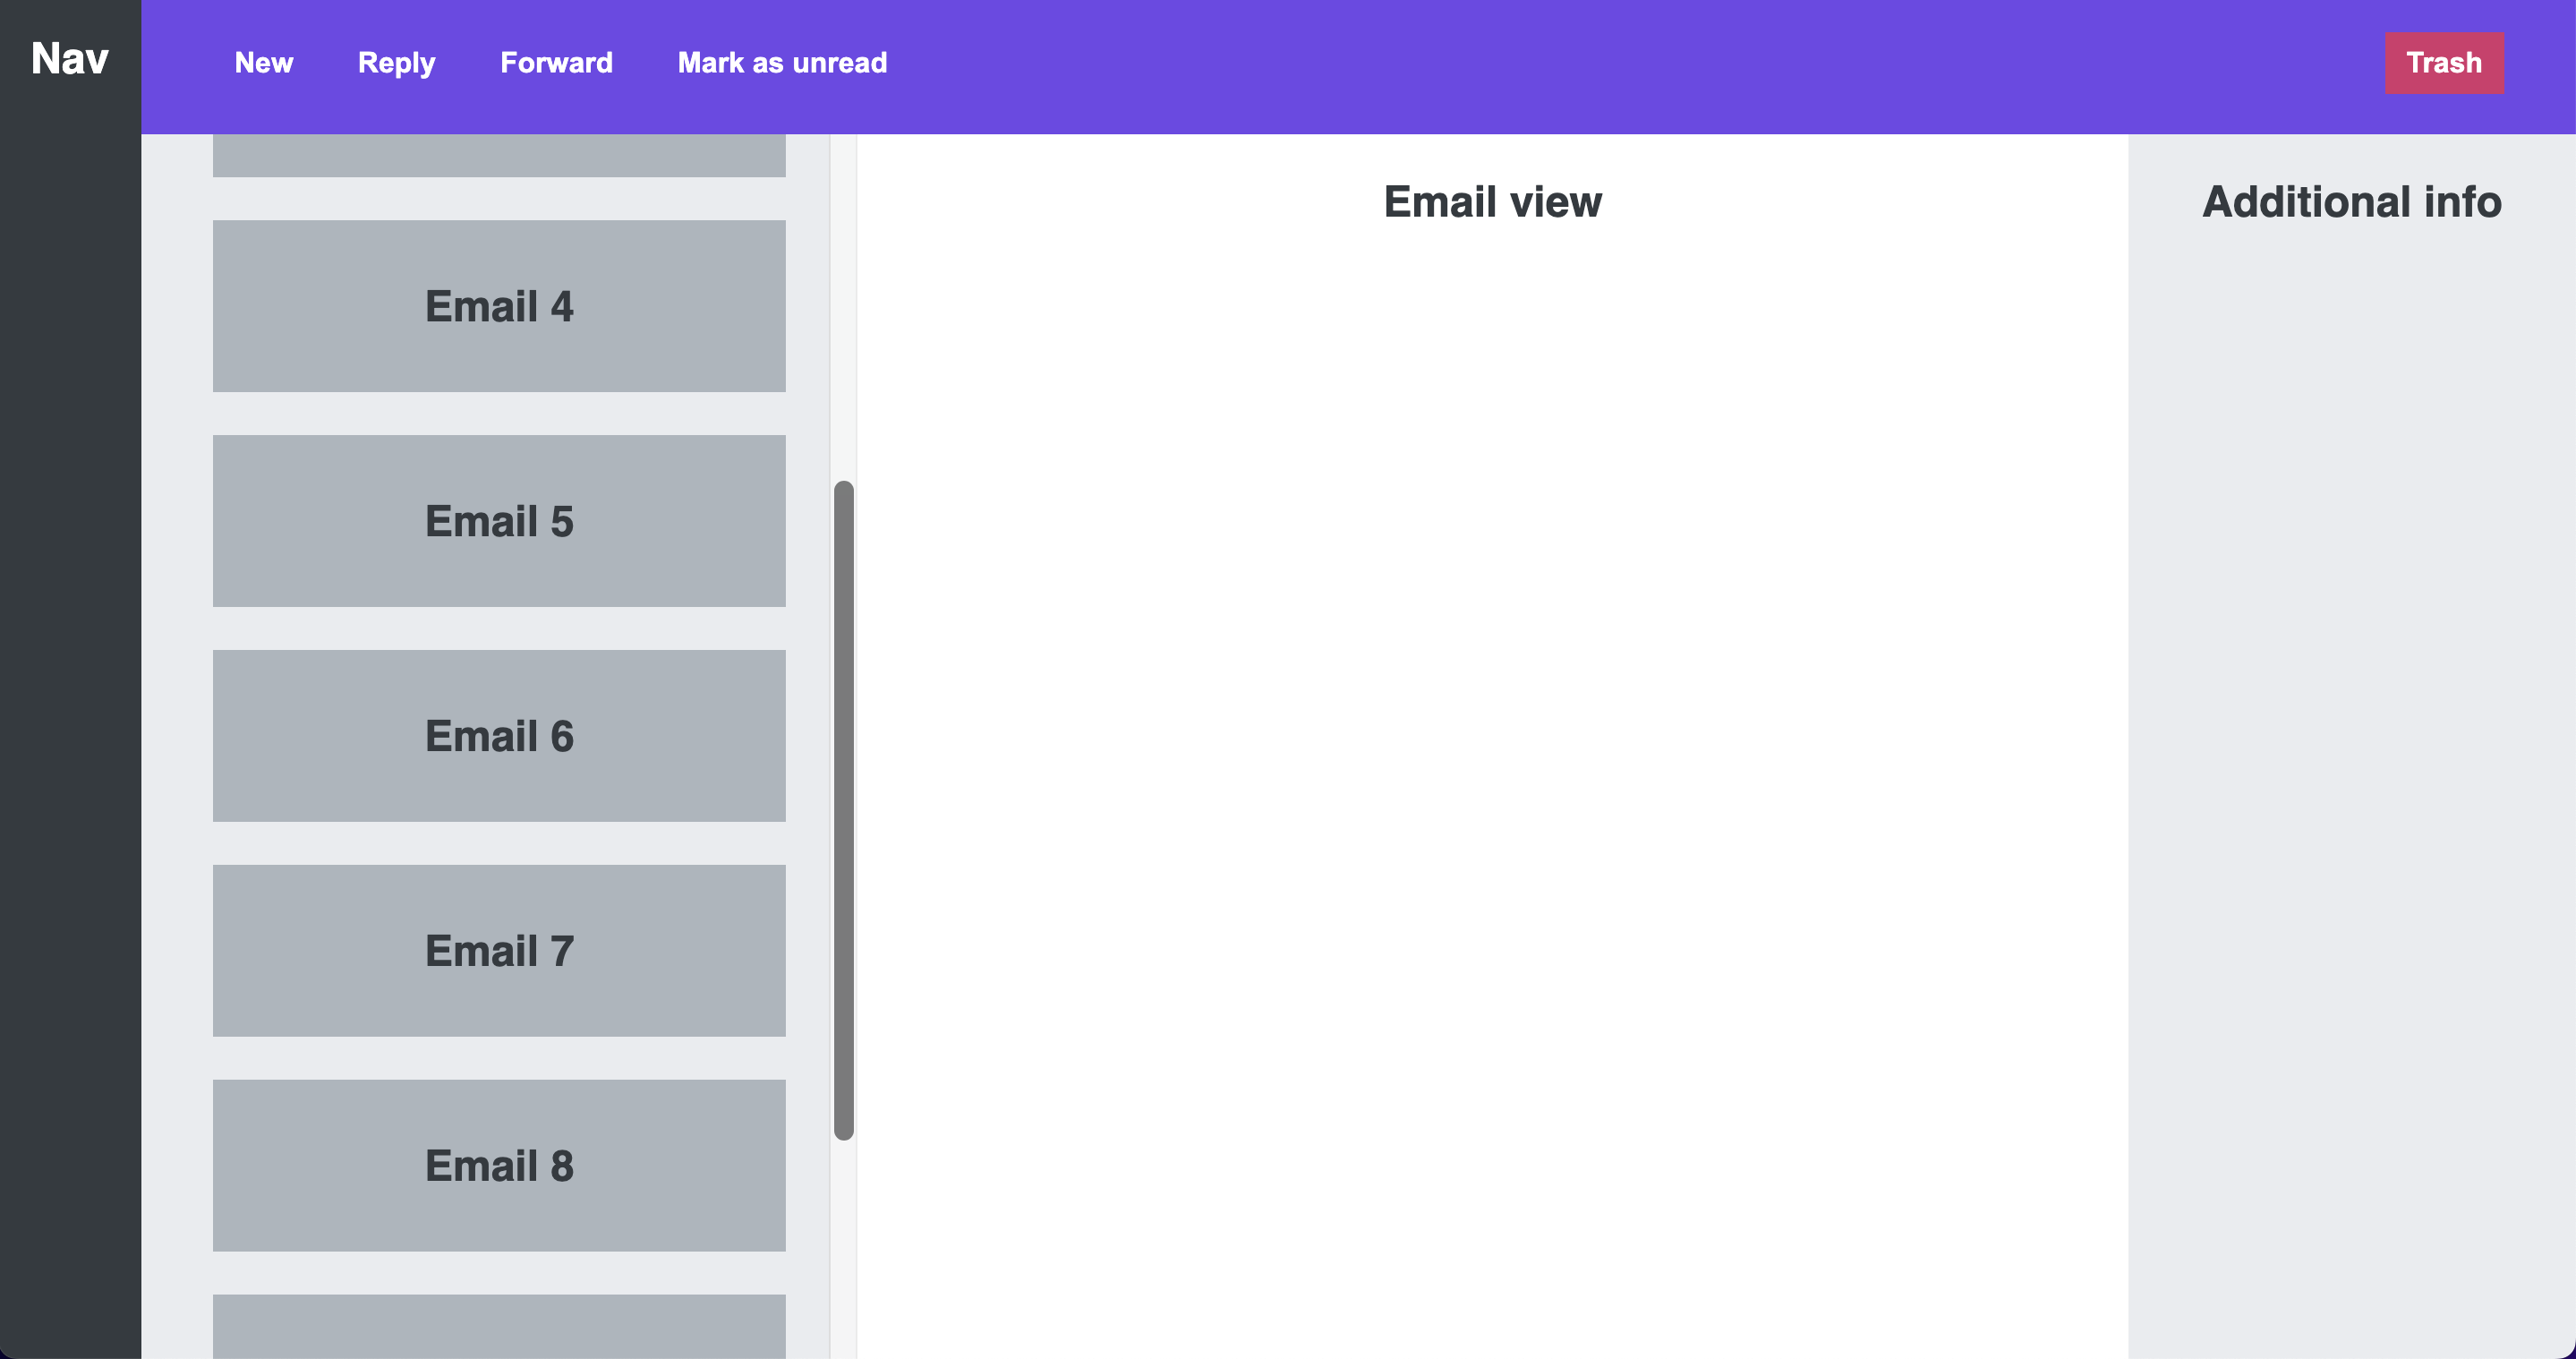 Nav
New
Reply
Forward
Mark as unread
Trash
Email 4
Email 5
Email 6
Email 7
Email 8
Email view
Additional info